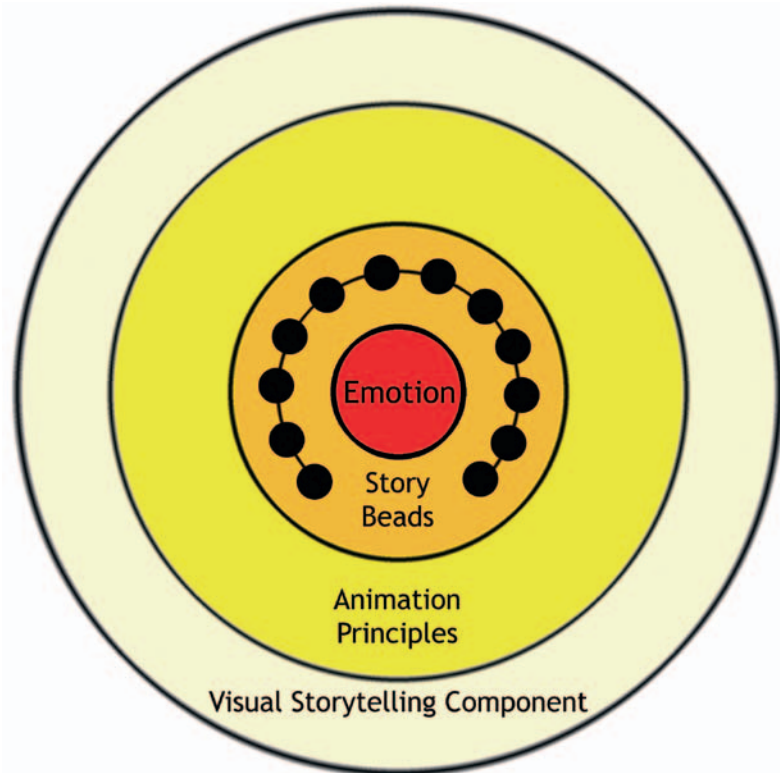 Emotion
Story
Beads
Animation
Principles
Visual Storytelling Component